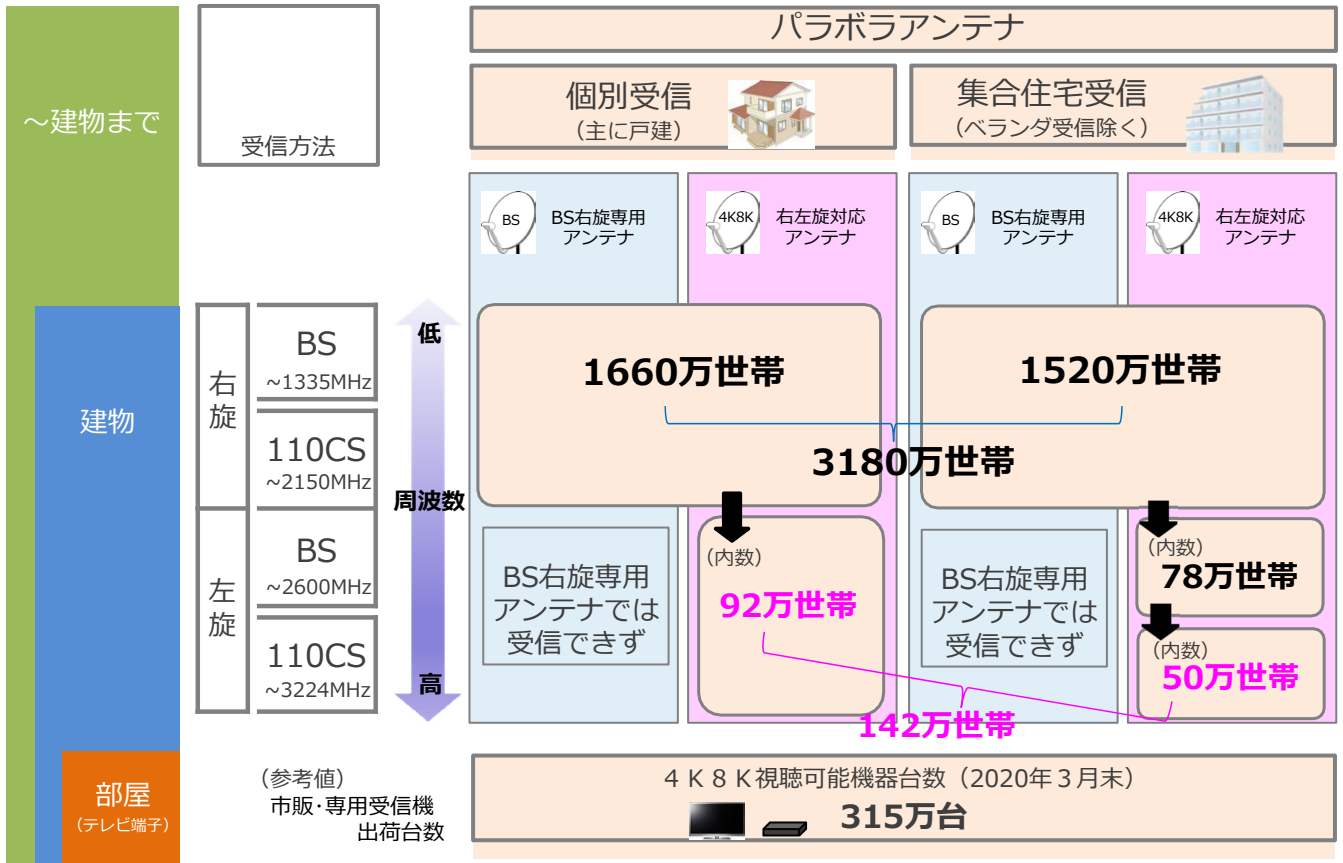 パラボラアンテナ
～建物まで
受信方法
個別受信
（主に戸建）
集合住宅受信
（ベランダ受信除く）
BS
BS右旋専用
アンテナ
4K8K
右左旋対応
アンテナ
BS
BS右旋専用
アンテナ
4K8K
右左旋対応
アンテナ
建物
右旋
BS
~1335MHz
110CS
~2150MHz
左旋
BS
~2600MHz
110CS
~3224MHz
低
周波数
高
1660万世帯
1520万世帯
3180万世帯
BS右旋専用
アンテナでは
受信できず
（内数）
92万世帯
BS右旋専用
アンテナでは
受信できず
（内数）
78万世帯
（内数）
50万世帯
142万世帯
部屋
（テレビ端子）
（参考値）
市販・専用受信機
出荷台数
４Ｋ８Ｋ視聴可能機器台数（2020年３月末）
315万台